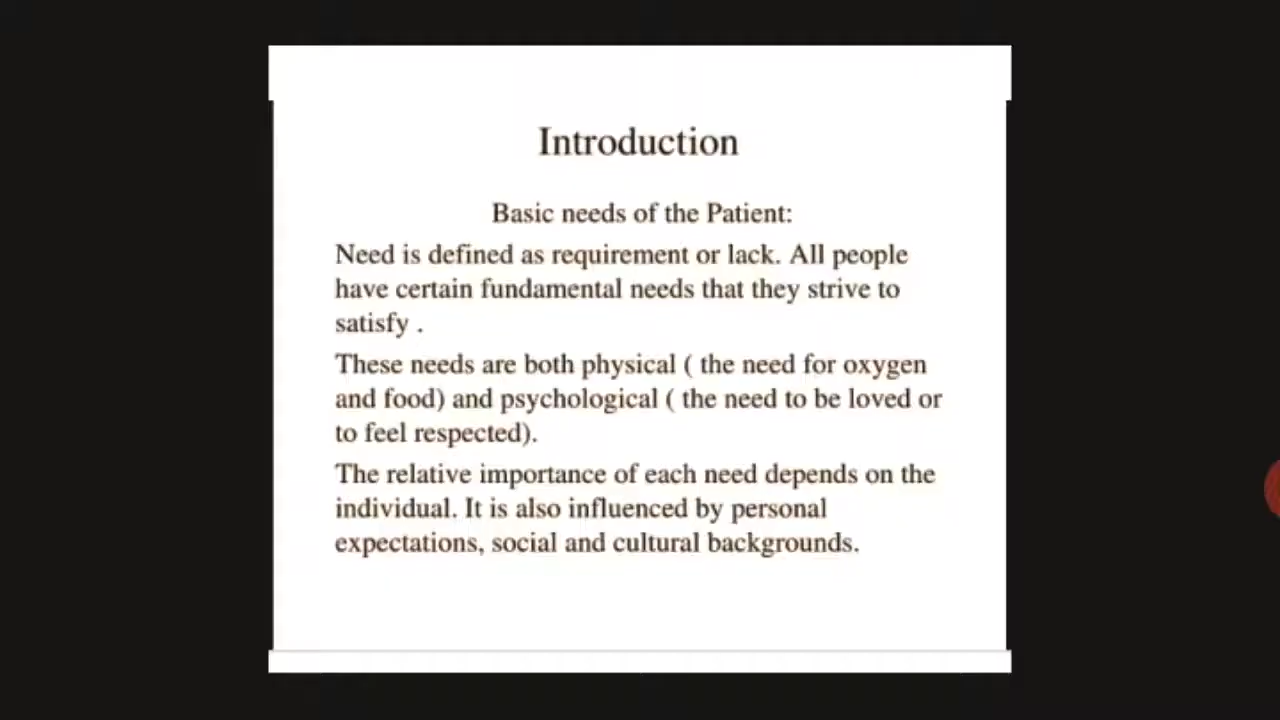 Introduction
Basic needs of the Patient:
Need is defined as requirement or lack. All people
have certain fundamental needs that they strive to
satisfy .
These needs are both physical ( the need for oxygen
and food) and psychological ( the need to be loved or
to feel respected).
The relative importance of each need depends on the
individual. It is also influenced by personal
expectations, social and cultural backgrounds.